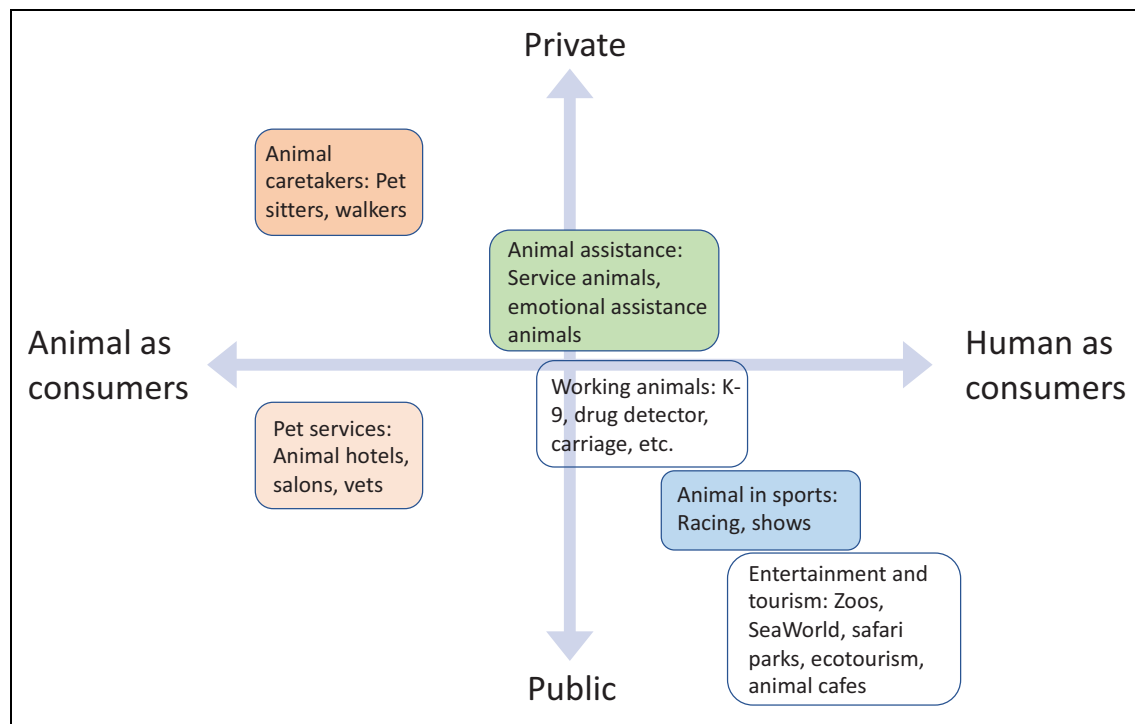 Private
Animal
caretakers: Pet
sitters, walkers
Animal assistance:
Service animals,
emotional assistance
animals
Animal as
consumers
Human as
consumers
Working animals: K-
9, drug detector,
carriage, etc.
Pet services:
Animal hotels,
salons, vets
Animal in sports:
Racing, shows
Entertainment and
tourism: Zoos,
SeaWorld, safari
parks, ecotourism,
animal cafes
Public